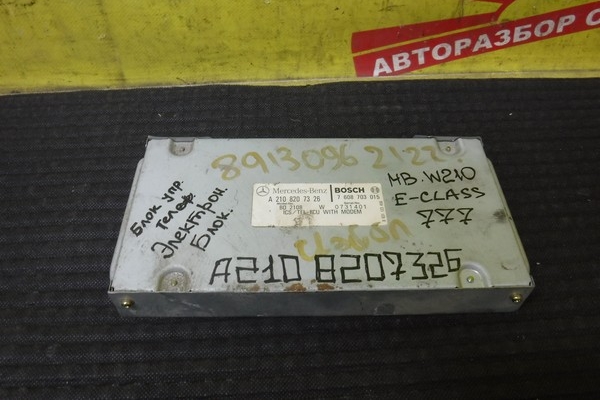 АВТОРАЗБОР С
8913096 2122
Mercedes-Benz BOSCH
A 210 820 73 26 7 608 703 015
W 0731401
WITH MODEM
Блок упр.
телеф.
Электрон.
Блок.
MB. W210
E-CLASS
777
A210 8207326